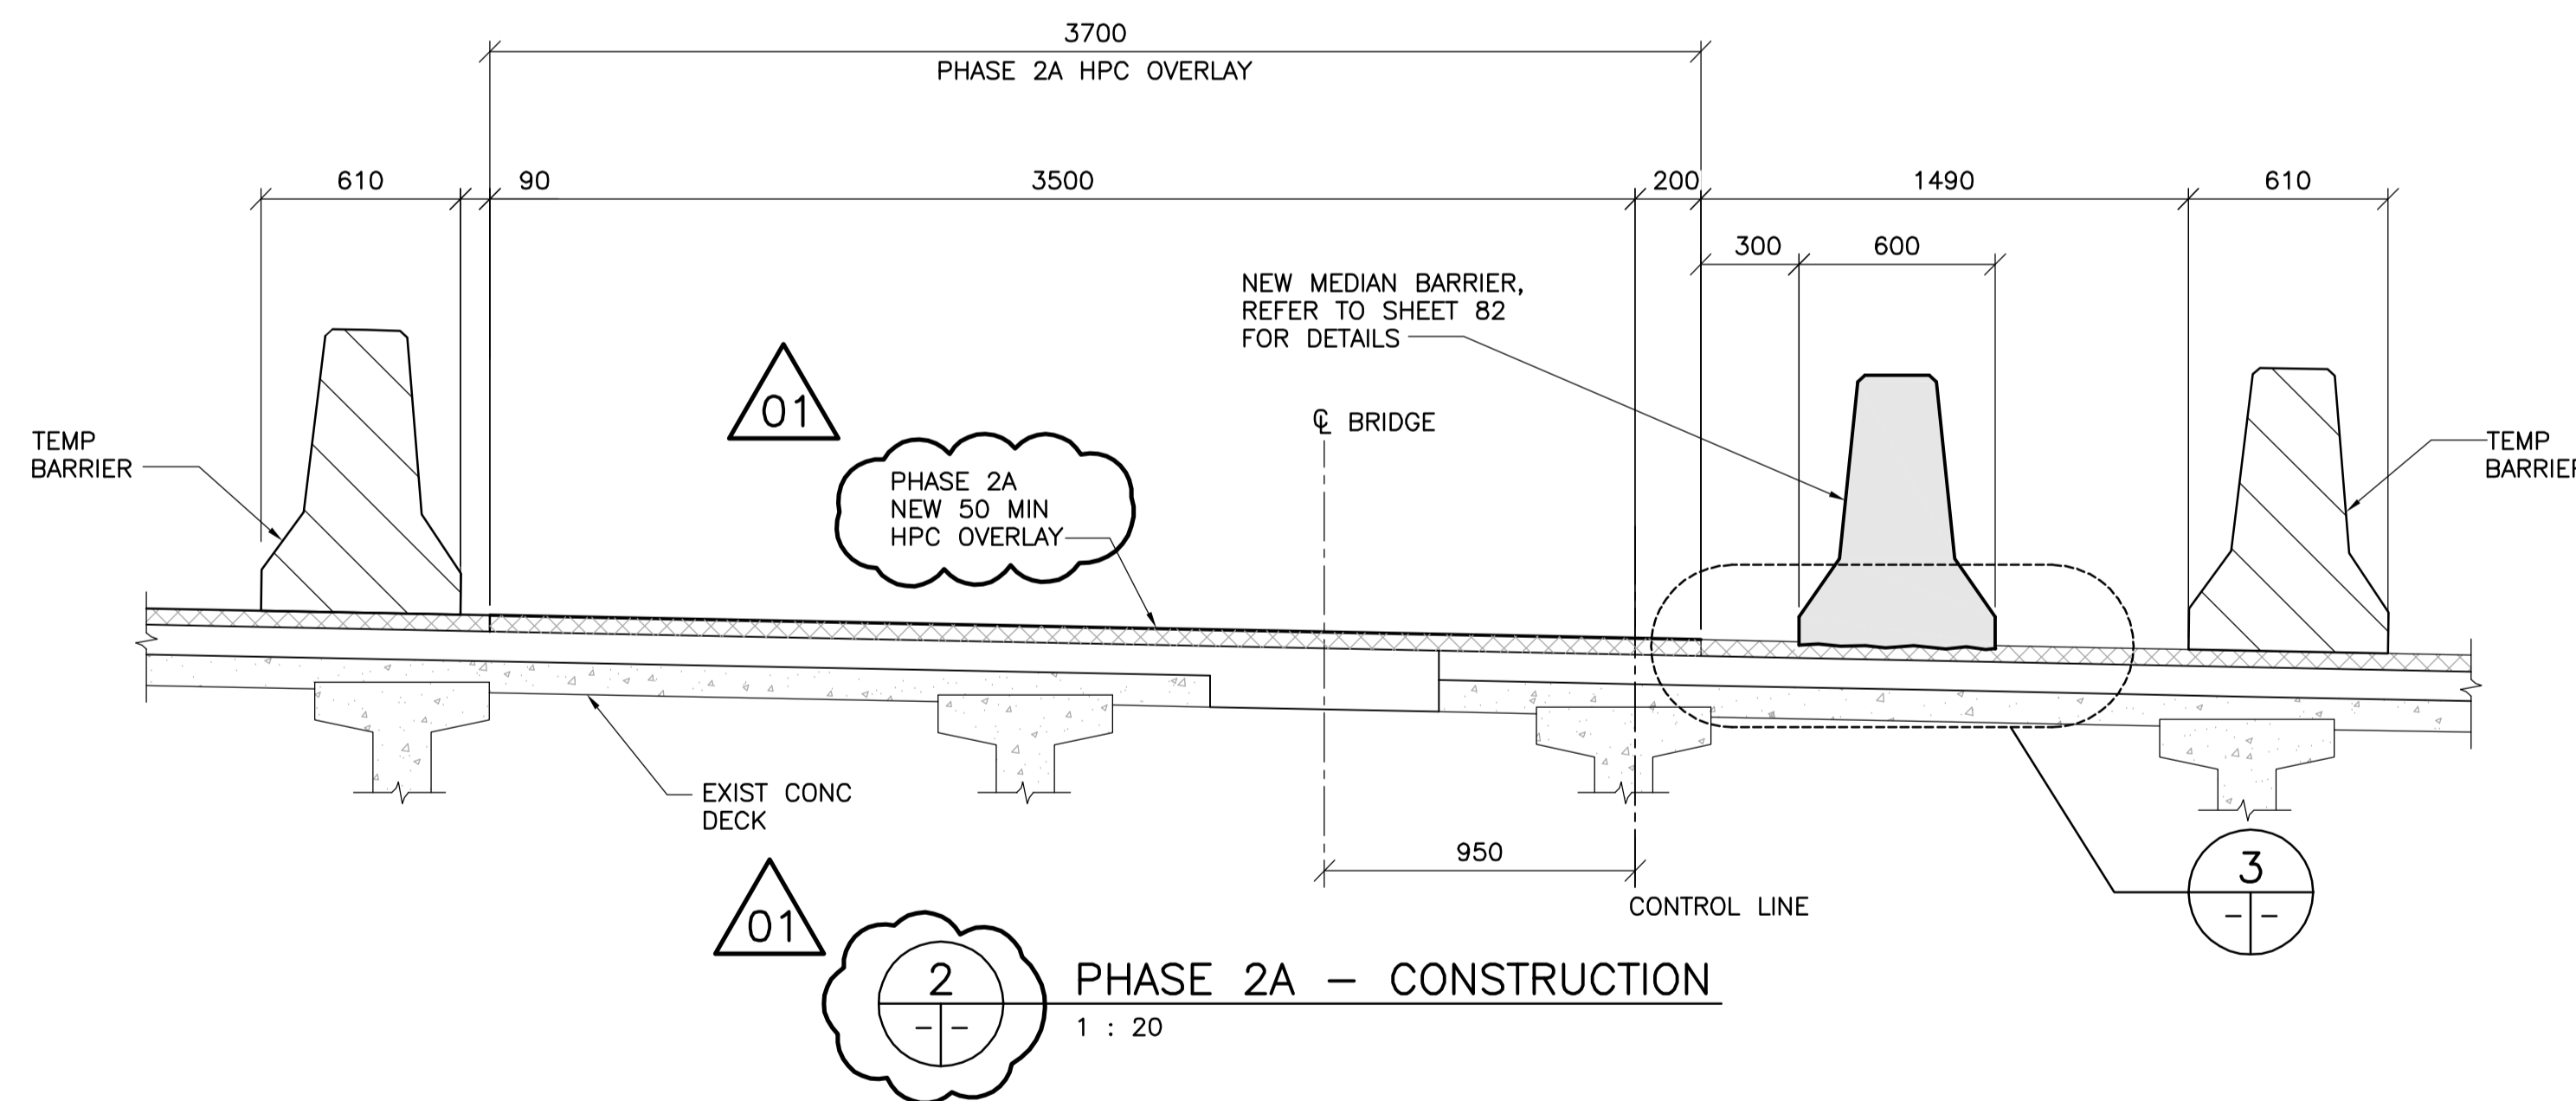 3700
PHASE 2A HPC OVERLAY
610
90
3500
200
1490
610
300
600
NEW MEDIAN BARRIER,
REFER TO SHEET 82
FOR DETAILS
01
℄ BRIDGE
TEMP
BARRIER
PHASE 2A
NEW 50 MIN
HPC OVERLAY
TEMP
BARRIER
EXIST CONC
DECK
950
CONTROL LINE
3
- -
01
2
- -
PHASE 2A - CONSTRUCTION
1 : 20